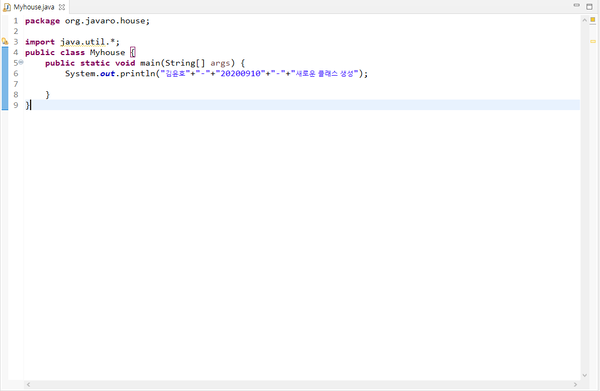 Myhouse.java
1 package org.javaro.house;
2
3 import java.util.*;
4 public class Myhouse {
5 public static void main(String[] args) {
6 System.out.println("김윤호"+"-"+"20200910"+"-"+"새로운 클래스 생성");
7
8 }
9 }